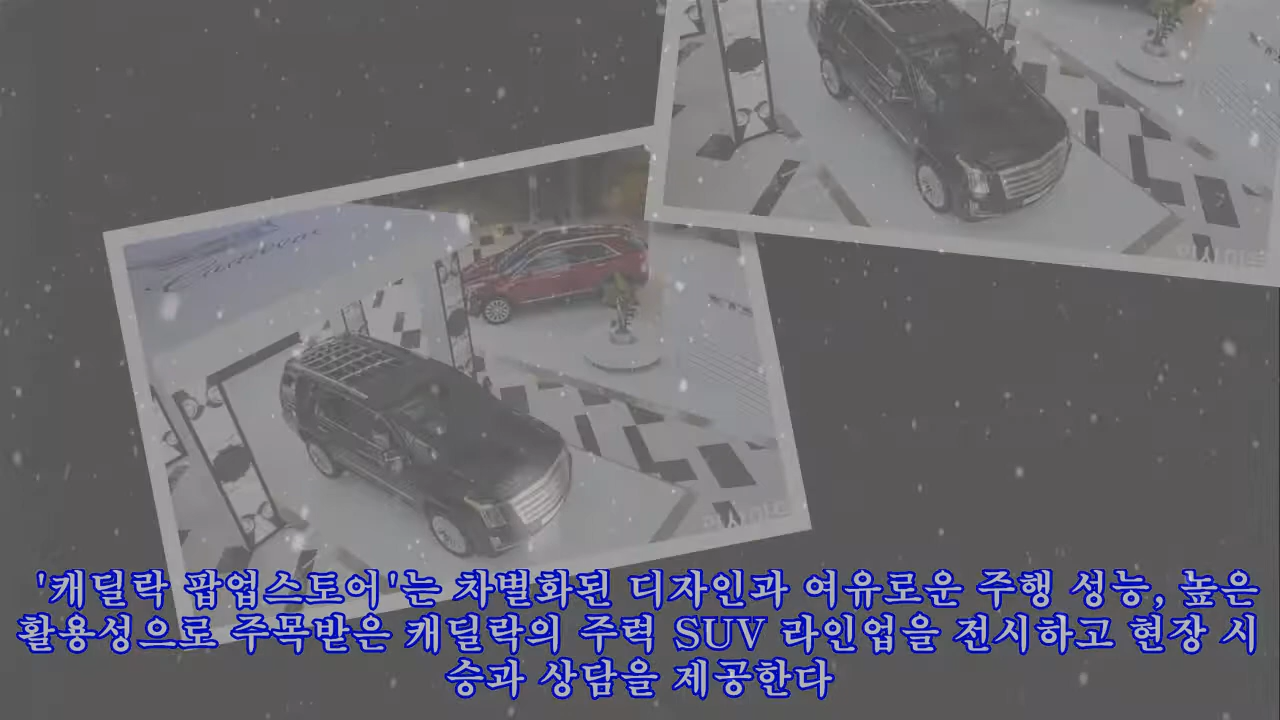 '캐딜락 팝업스토어'는 차별화된 디자인과 여유로운 주행 성능, 높은
활용성으로 주목받은 캐딜락의 주력 SUV 라인업을 전시하고 현장 시
승과 상담을 제공한다